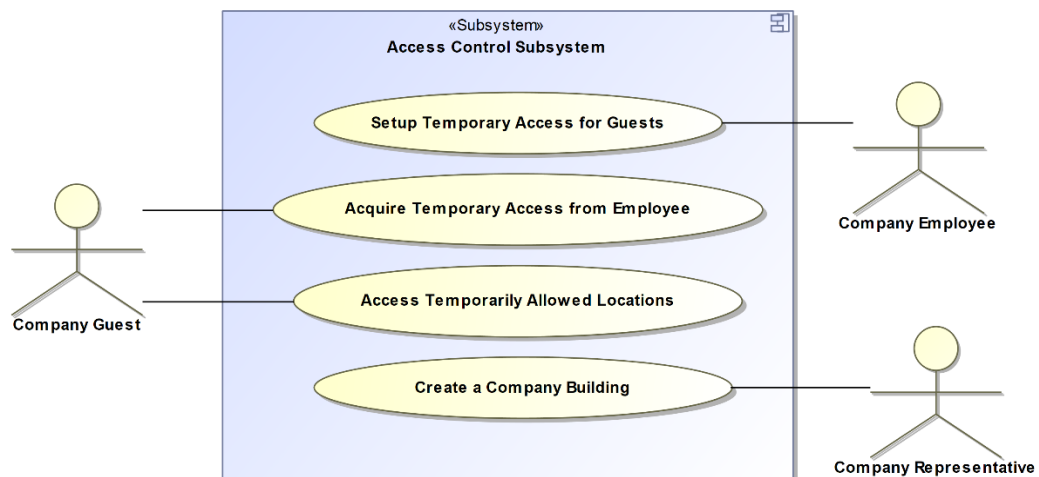 «Subsystem»
Access Control Subsystem
Setup Temporary Access for Guests
Company Employee
Acquire Temporary Access from Employee
Access Temporarily Allowed Locations
Company Guest
Create a Company Building
Company Representative